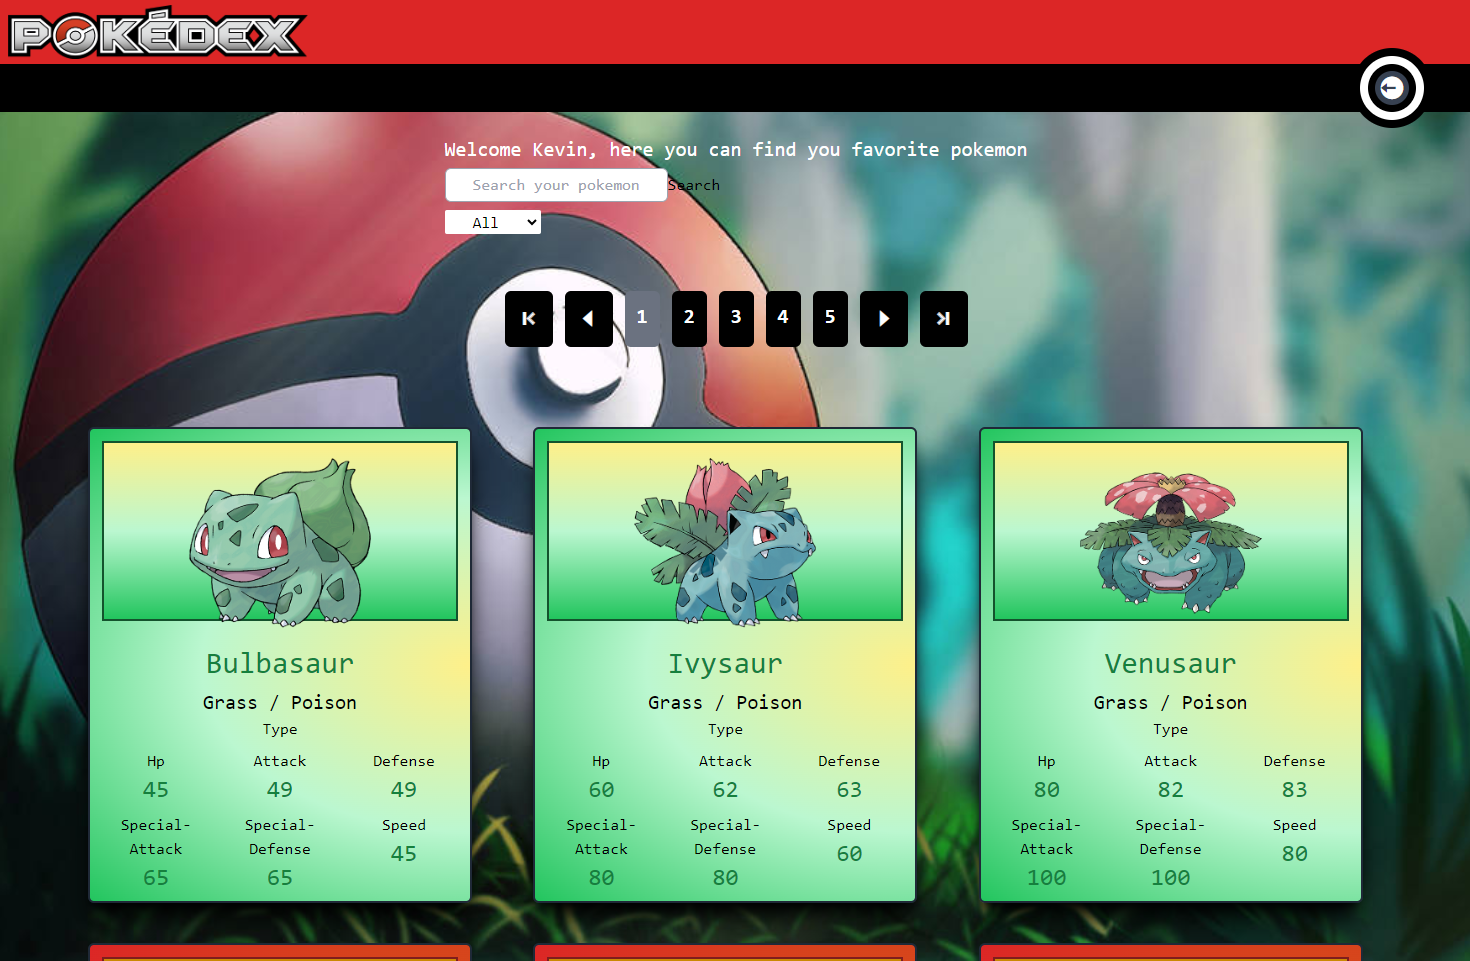 POKÉDEX
Welcome Kevin, here you can find you favorite pokemon
Search your pokemon Search
All
1 2 3 4 5
Bulbasaur
Grass / Poison
Type
Hp Attack Defense
45 49 49
Special-Attack Special-Defense Speed
65 65 45
Ivysaur
Grass / Poison
Type
Hp Attack Defense
60 62 63
Special-Attack Special-Defense Speed
80 80 60
Venusaur
Grass / Poison
Type
Hp Attack Defense
80 82 83
Special-Attack Special-Defense Speed
100 100 80